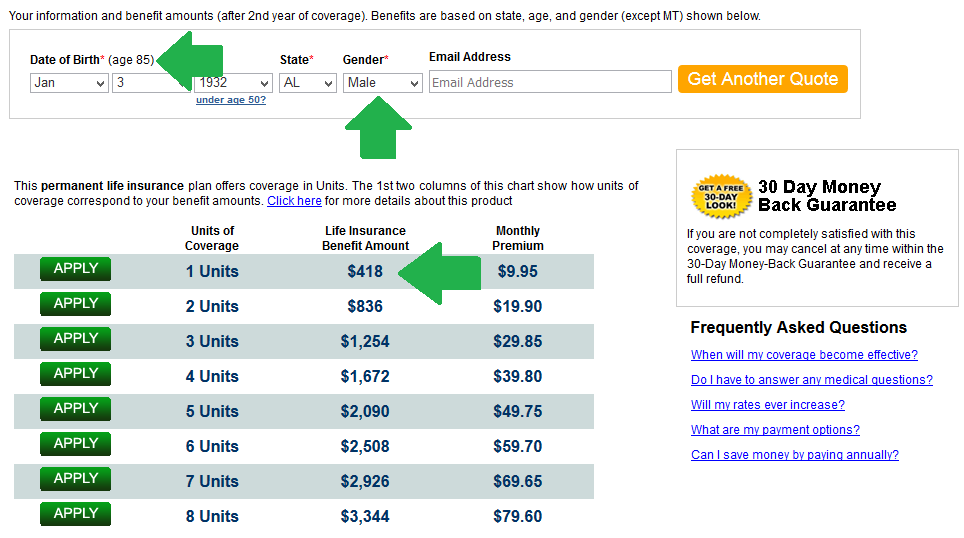 Your information and benefit amounts (after 2nd year of coverage). Benefits are based on state, age, and gender (except MT) shown below.
Date of Birth* (age 85) State* Gender* Email Address
Jan 3 1932 AL Male Email Address Get Another Quote
under age 50?
This permanent life insurance plan offers coverage in Units. The 1st two columns of this chart show how units of
coverage correspond to your benefit amounts. Click here for more details about this product
Units of Coverage Life Insurance Benefit Amount Monthly Premium
APPLY 1 Units $418 $9.95
APPLY 2 Units $836 $19.90
APPLY 3 Units $1,254 $29.85
APPLY 4 Units $1,672 $39.80
APPLY 5 Units $2,090 $49.75
APPLY 6 Units $2,508 $59.70
APPLY 7 Units $2,926 $69.65
APPLY 8 Units $3,344 $79.60
GET A FREE
30-DAY
LOOK!
30 Day Money
Back Guarantee
If you are not completely satisfied with this
coverage, you may cancel at any time within the
30-Day Money-Back Guarantee and receive a
full refund.
Frequently Asked Questions
When will my coverage become effective?
Do I have to answer any medical questions?
Will my rates ever increase?
What are my payment options?
Can I save money by paying annually?